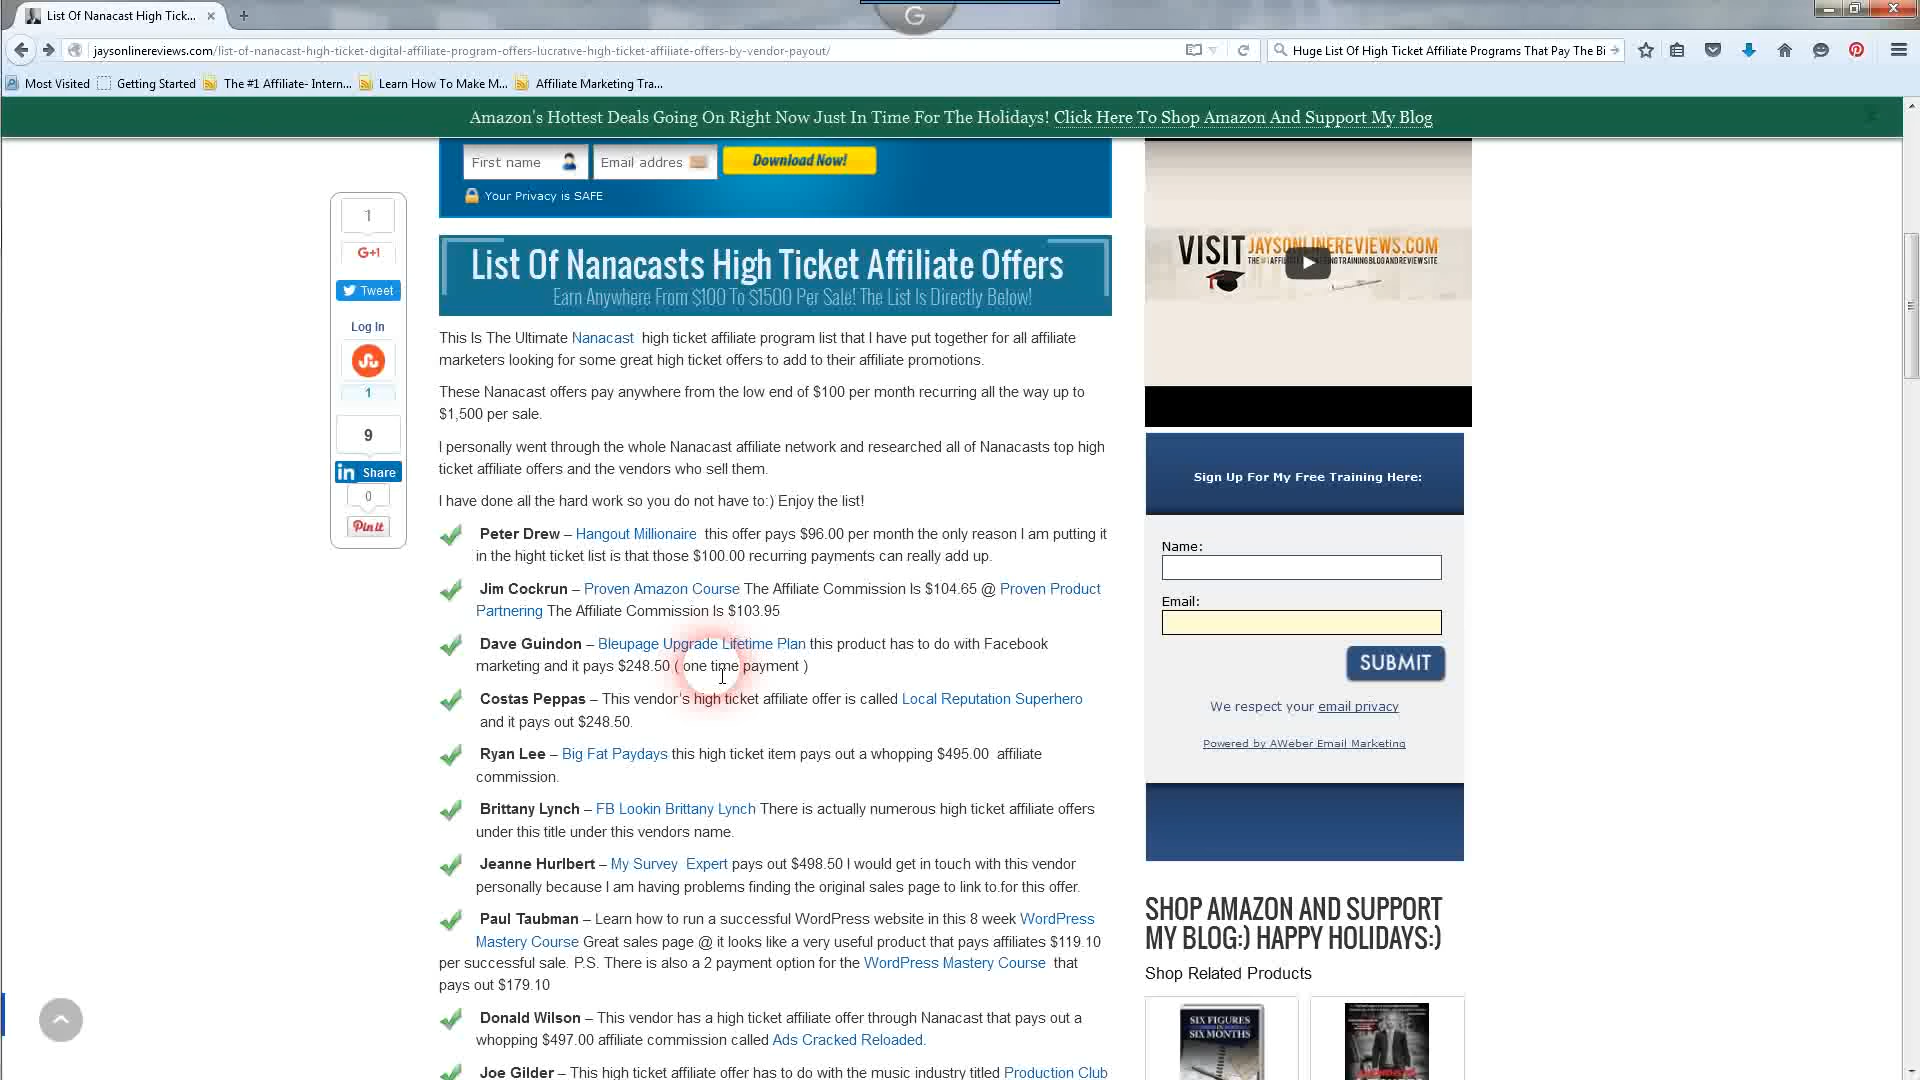 List Of Nanacast High Ticket...
jaysonlinereviews.com/list-of-nanacast-high-ticket-digital-affiliate-program-offers-lucrative-high-ticket-affiliate-offers-by-vendor-payout/
Huge List Of High Ticket Affiliate Programs That Pay The Bi
Most Visited
Getting Started
The #1 Affiliate- Intern...
Learn How To Make M...
Affiliate Marketing Tra...
Amazon's Hottest Deals Going On Right Now Just In Time For The Holidays! Click Here To Shop Amazon And Support My Blog
First name
Email addres
Download Now!
Your Privacy is SAFE
1
G+1
Tweet
Log In
1
9
in Share
0
Pin it
List Of Nanacasts High Ticket Affiliate Offers
Earn Anywhere From $100 To $1500 Per Sale! The List Is Directly Below!
This Is The Ultimate Nanacast high ticket affiliate program list that I have put together for all affiliate
marketers looking for some great high ticket offers to add to their affiliate promotions.
These Nanacast offers pay anywhere from the low end of $100 per month recurring all the way up to
$1,500 per sale.
I personally went through the whole Nanacast affiliate network and researched all of Nanacasts top high
ticket affiliate offers and the vendors who sell them.
I have done all the hard work so you do not have to:) Enjoy the list!
Peter Drew – Hangout Millionaire this offer pays $96.00 per month the only reason I am putting it
in the hight ticket list is that those $100.00 recurring payments can really add up.
Jim Cockrun – Proven Amazon Course The Affiliate Commission Is $104.65 @ Proven Product
Partnering The Affiliate Commission Is $103.95
Dave Guindon – Bleupage Upgrade Lifetime Plan this product has to do with Facebook
marketing and it pays $248.50 ( one time payment )
Costas Peppas – This vendor's high ticket affiliate offer is called Local Reputation Superhero
and it pays out $248.50.
Ryan Lee – Big Fat Paydays this high ticket item pays out a whopping $495.00 affiliate
commission.
Brittany Lynch – FB Lookin Brittany Lynch There is actually numerous high ticket affiliate offers
under this title under this vendors name.
Jeanne Hurlbert – My Survey Expert pays out $498.50 I would get in touch with this vendor
personally because I am having problems finding the original sales page to link to.for this offer.
Paul Taubman – Learn how to run a successful WordPress website in this 8 week WordPress
Mastery Course Great sales page @ it looks like a very useful product that pays affiliates $119.10
per successful sale. P.S. There is also a 2 payment option for the WordPress Mastery Course that
pays out $179.10
Donald Wilson – This vendor has a high ticket affiliate offer through Nanacast that pays out a
whopping $497.00 affiliate commission called Ads Cracked Reloaded.
Joe Gilder – This high ticket affiliate offer has to do with the music industry titled Production Club
VISIT JAYSONLINEREVIEWS.COM
Sign Up For My Free Training Here:
Name:
Email:
SUBMIT
We respect your email privacy
Powered by AWeber Email Marketing
SHOP AMAZON AND SUPPORT
MY BLOG:) HAPPY HOLIDAYS:)
Shop Related Products
SIX FIGURES
IN
SIX MONTHS